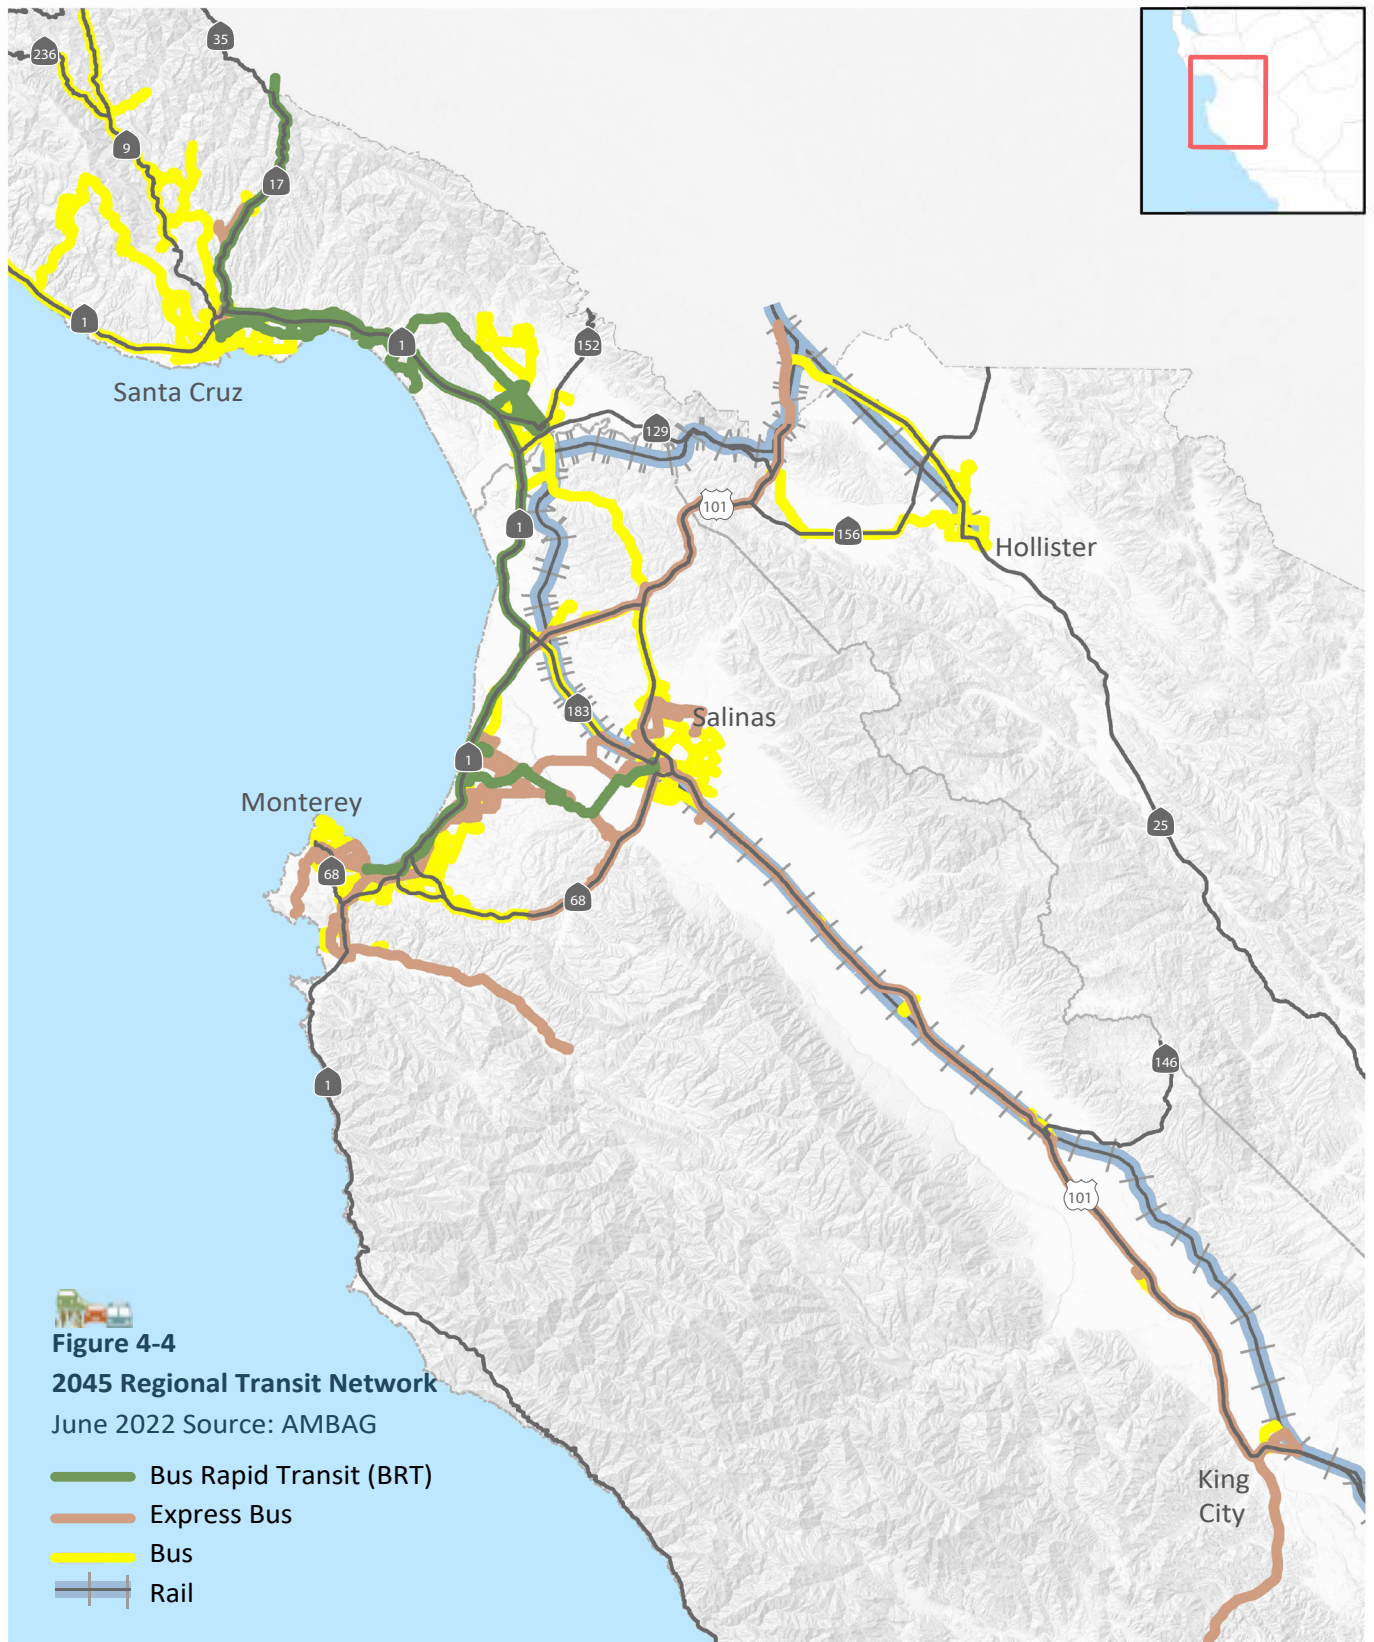 35
236
9
17
1
Santa Cruz
1
152
129
101
1
156
Hollister
183
Salinas
1
Monterey
25
68
68
146
1
101
Figure 4-4
2045 Regional Transit Network
June 2022 Source: AMBAG
Bus Rapid Transit (BRT)
Express Bus
Bus
Rail
King
City